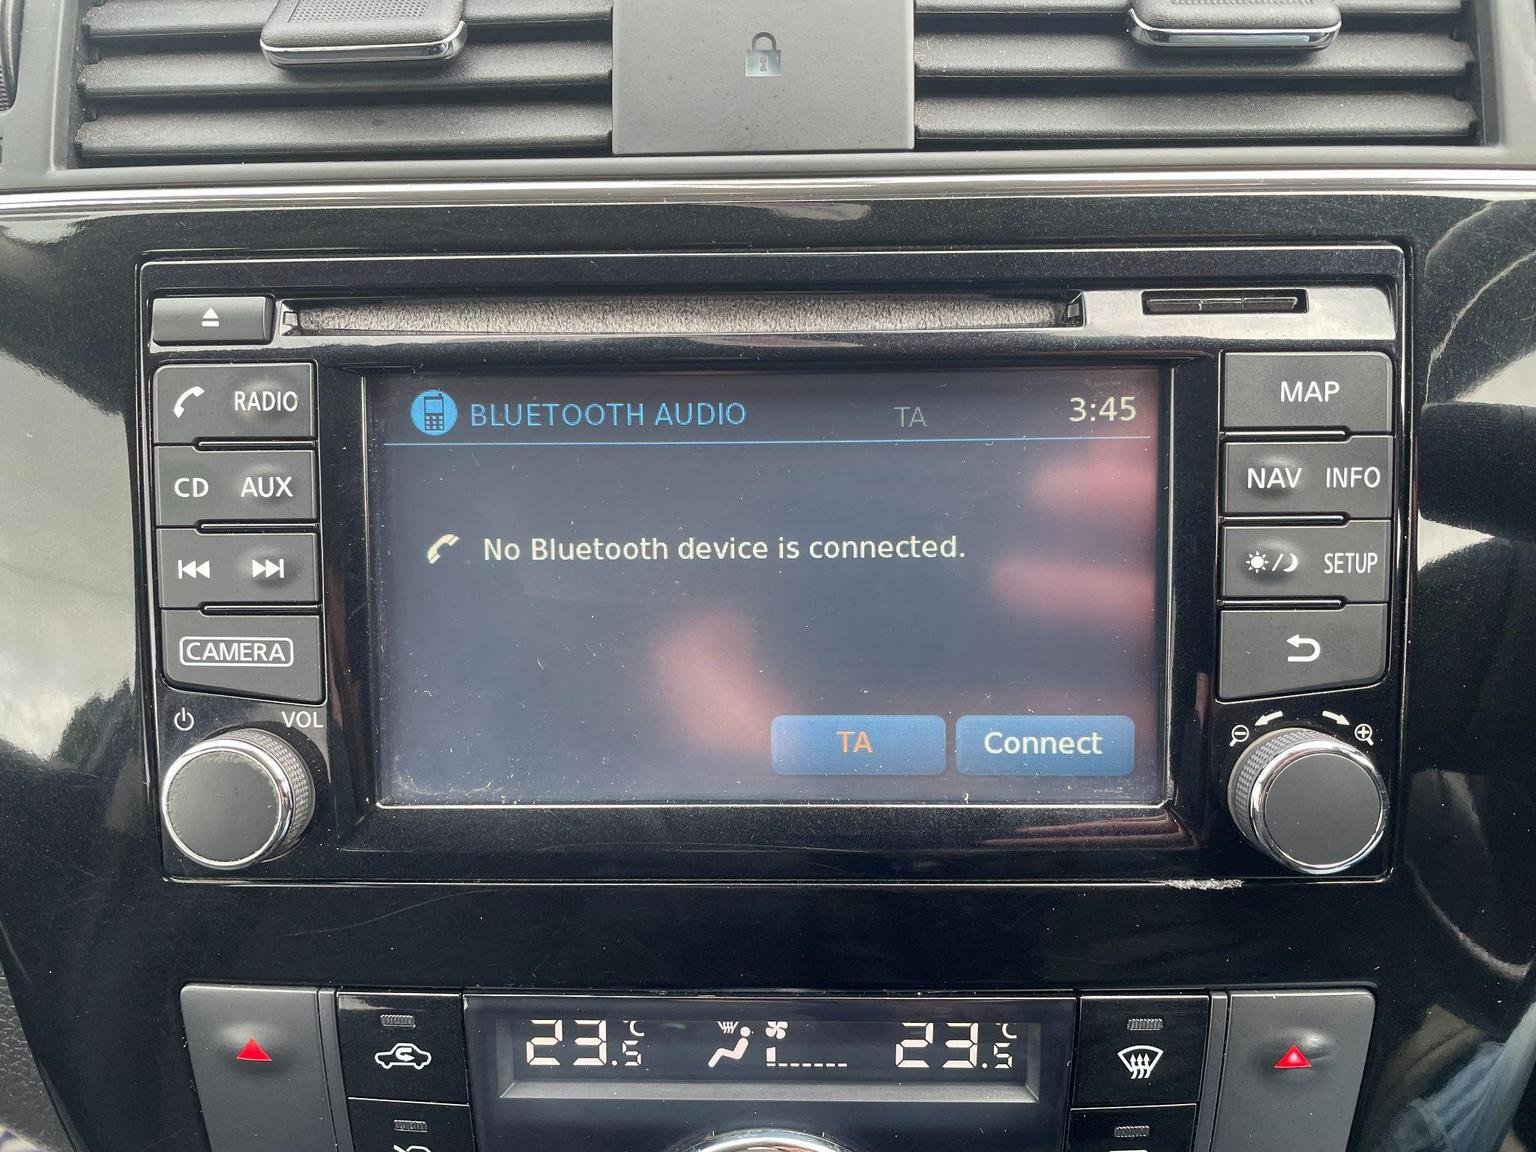 RADIO
CD AUX
CAMERA
VOL
BLUETOOTH AUDIO TA 3:45
No Bluetooth device is connected.
TA Connect
MAP
NAV INFO
SETUP
23.5°C 23.5°C